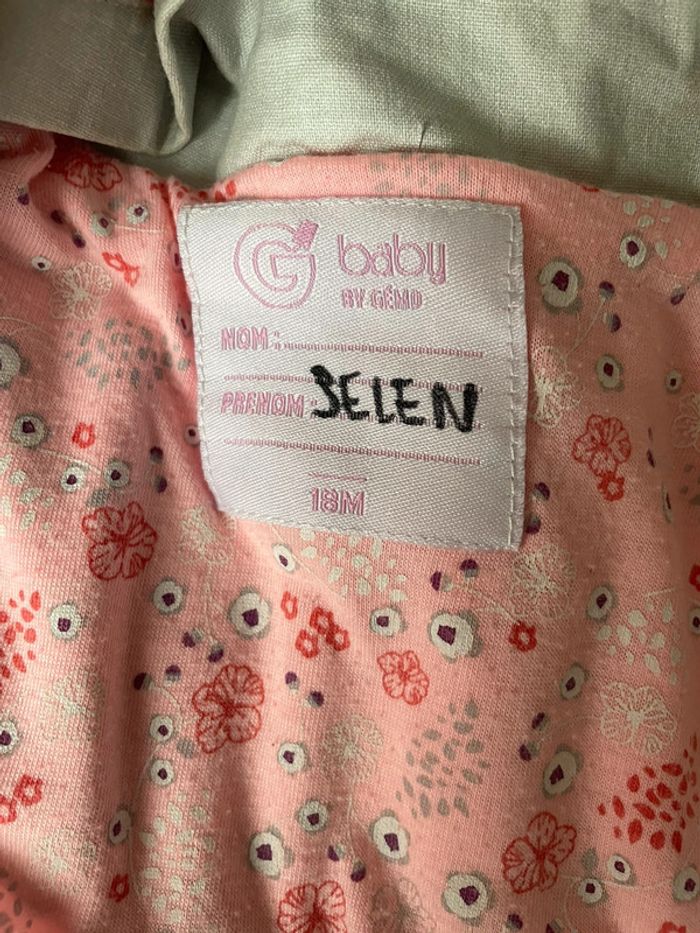 G baby
BY GÉMO
NOM :
PRENOM : SELEN
18M